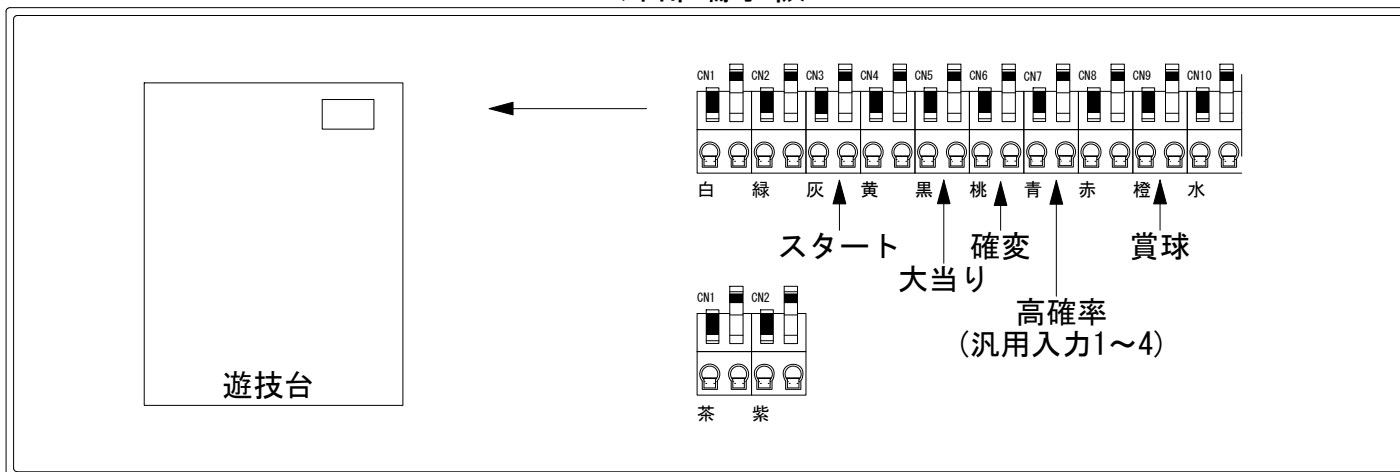 CN1 CN2 CN3 CN4 CN5 CN6 CN7 CN8 CN9 CN10
白 緑 灰 黄 黒 桃 青 赤 橙 水
スタート 確変 賞球
大当り
高確率
(汎用入力1～4)
CN1 CN2
遊技台
茶 紫